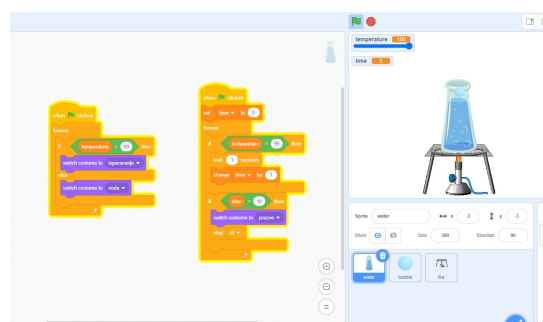 when clicked
forever
if temperature > 99 then
switch costume to isparavanje
else
switch costume to voda
when clicked
set time to 0
forever
if temperature > 99 then
wait 1 seconds
change time by 1
if time = 10 then
switch costume to prazno
stop all
temperature 100
time 3
Sprite water x -3 y -3
Show Size 300 Direction 90
water bubble fire